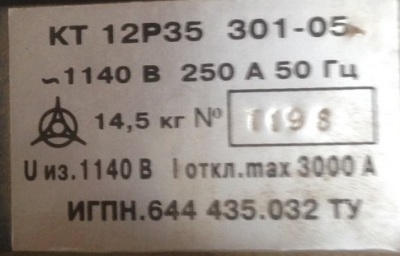 КТ 12Р35 301-05
~1140 В 250 А 50 Гц
14,5 кг № 1198
U из.1140 В I откл.max 3000 А
ИГПН.644 435.032 ТУ